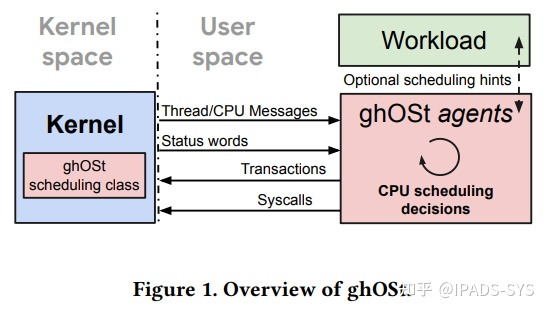 Kernel
space
User
space
Workload
Optional scheduling hints
Kernel
ghOSt
scheduling class
Thread/CPU Messages
Status words
Transactions
Syscalls
ghOSt agents
CPU scheduling
decisions
Figure 1. Overview of ghOSt.
知乎 @IPADS-SYS